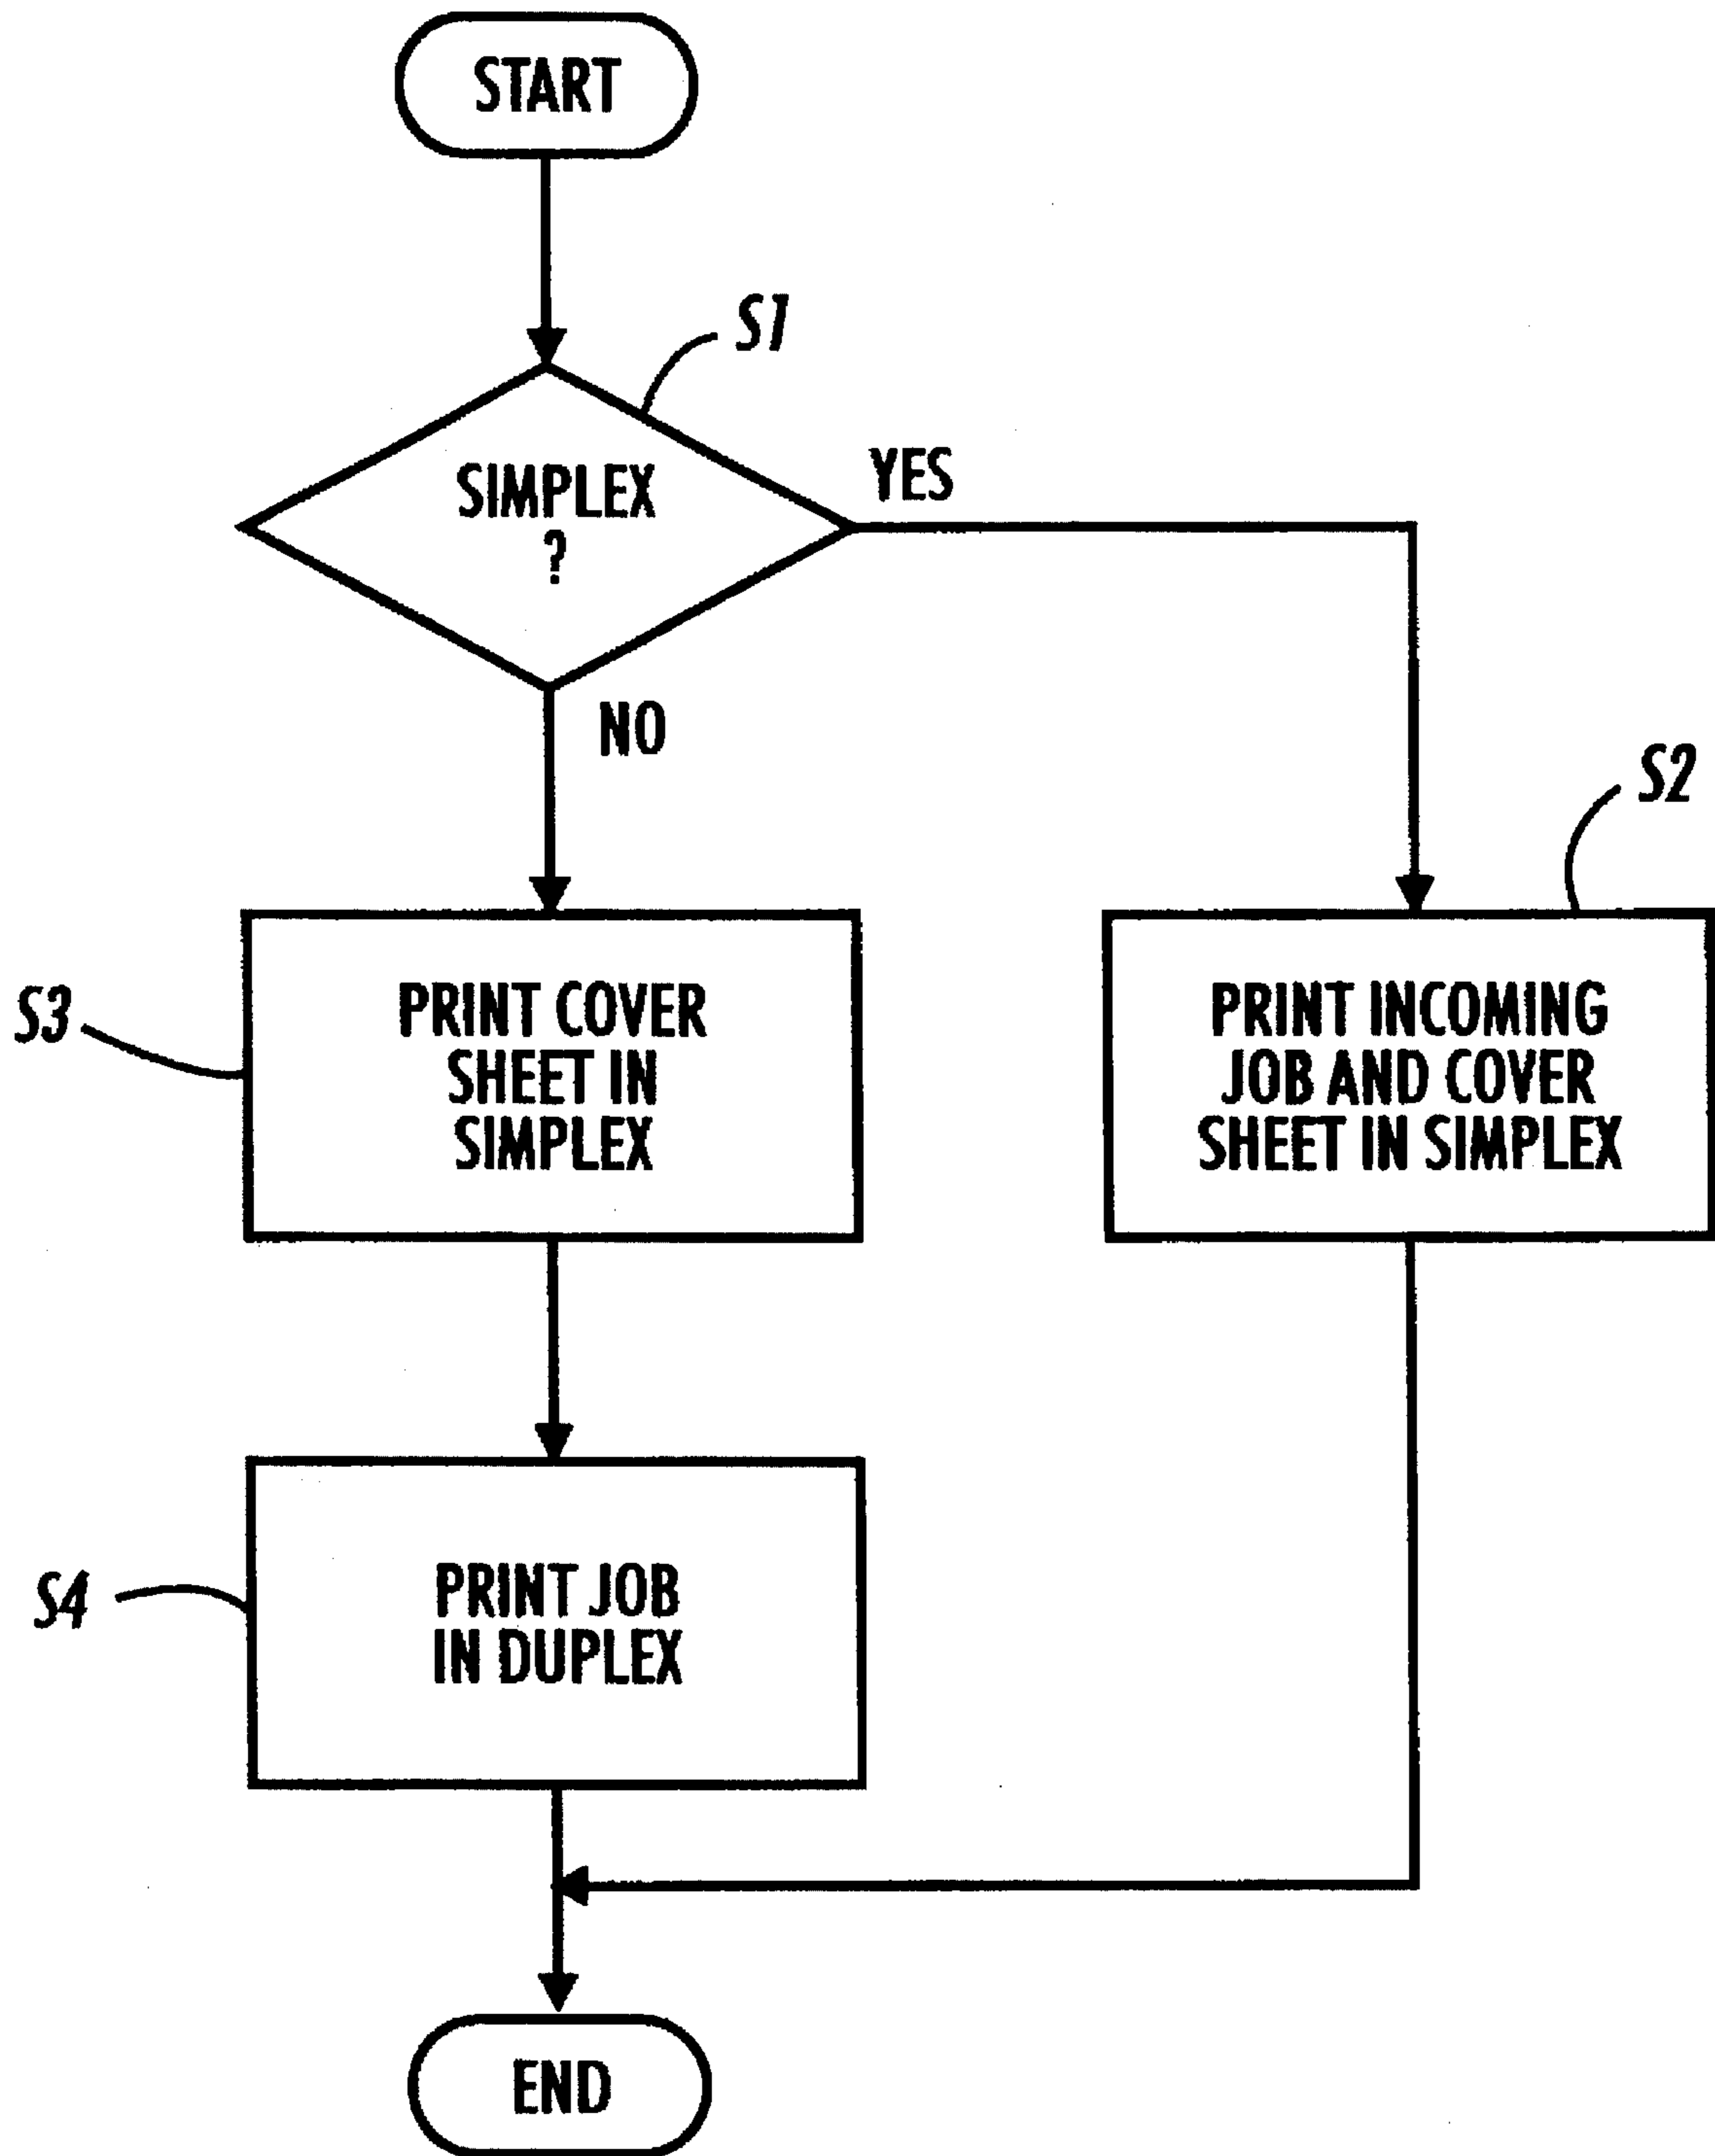 START
S1
SIMPLEX
?
YES
NO
S2
S3
PRINT COVER
SHEET IN
SIMPLEX
PRINT INCOMING
JOB AND COVER
SHEET IN SIMPLEX
S4
PRINT JOB
IN DUPLEX
END